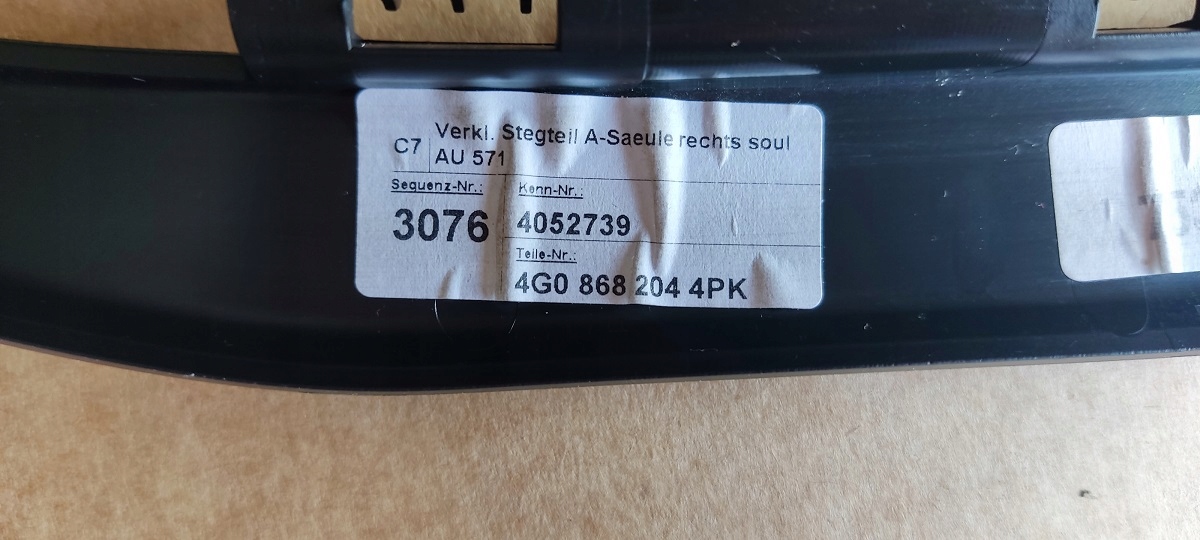 C7 Verkl. Stegteil A-Saeule rechts soul
AU 571
Sequenz-Nr.: Kenn-Nr.:
3076 4052739
Teile-Nr.:
4G0 868 204 4PK